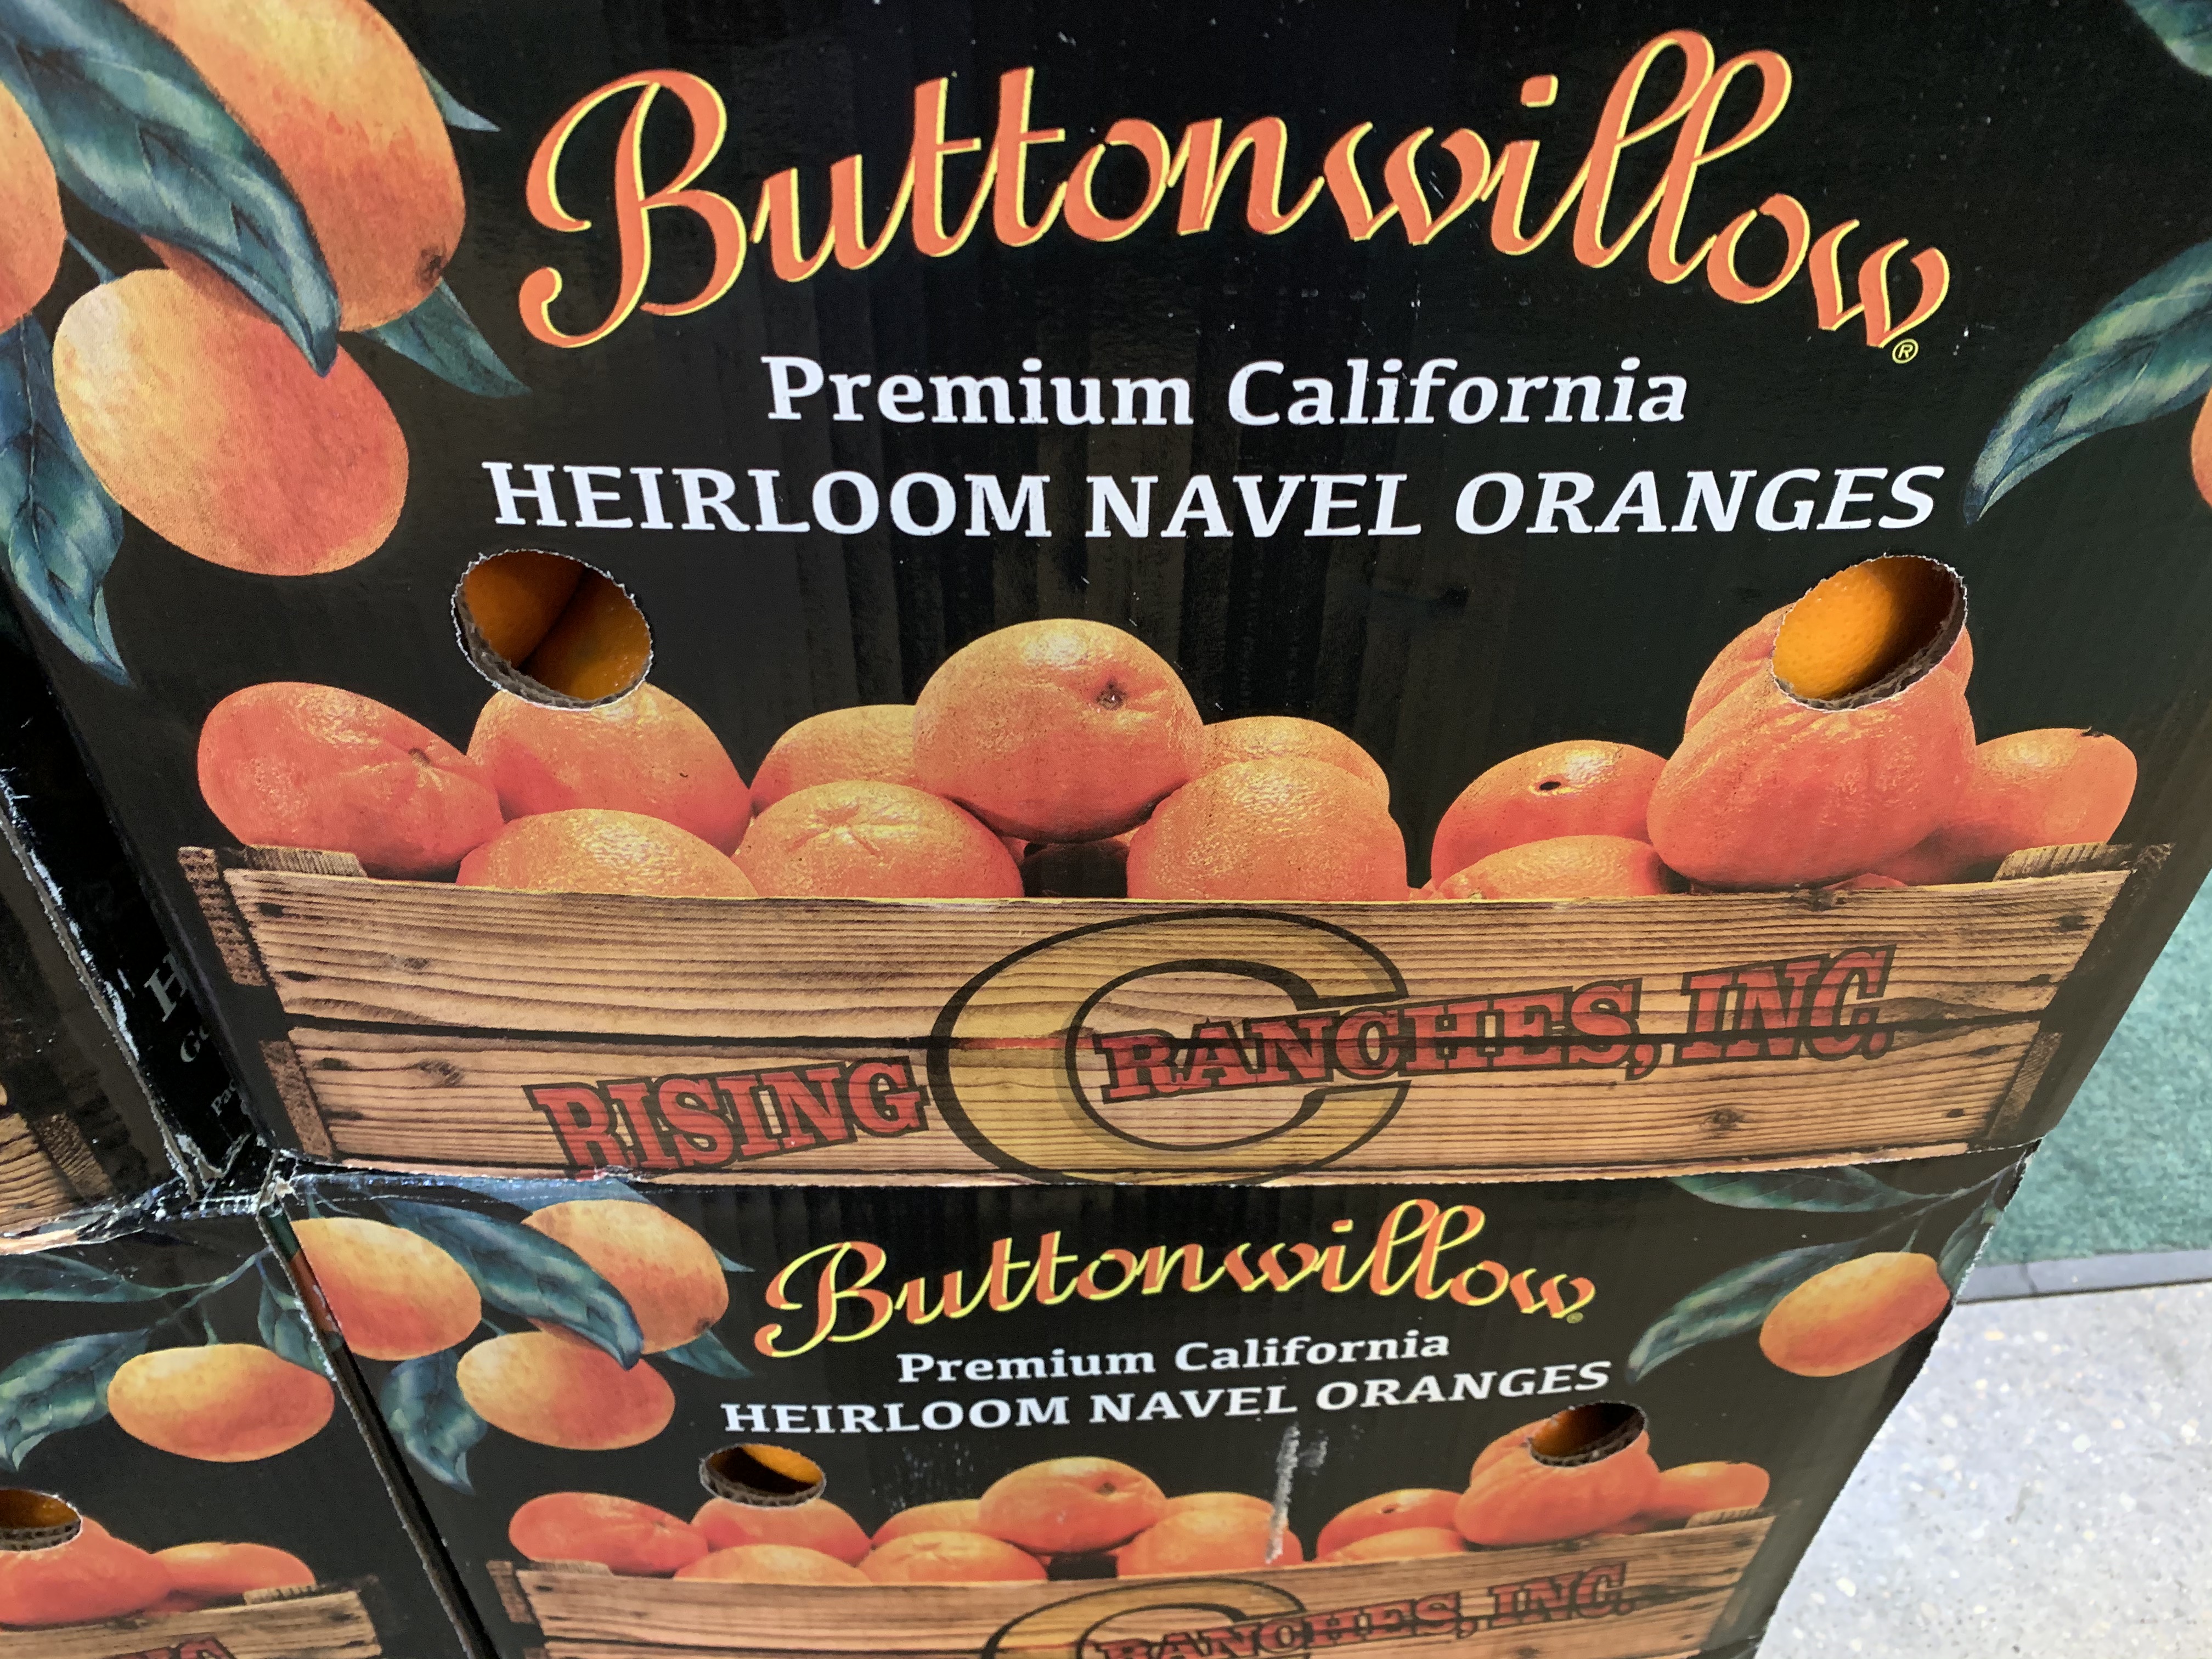 Buttonwillow®
Premium California
HEIRLOOM NAVEL ORANGES
RISING C RANCHES, INC.
Buttonwillow®
Premium California
HEIRLOOM NAVEL ORANGES
C RANCHES, INC.